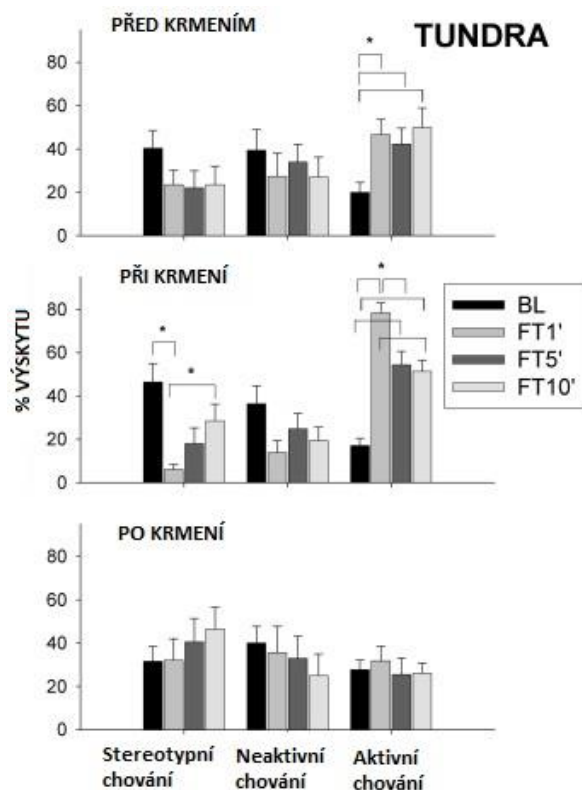 PŘED KRMENÍM
TUNDRA
*
80
60
40
20
0
PŘI KRMENÍ
*
*
*
80
60
40
20
0
% VÝSKYTU
BL
FT1'
FT5'
FT10'
PO KRMENÍ
80
60
40
20
0
Stereotypní
chování
Neaktivní
chování
Aktivní
chování